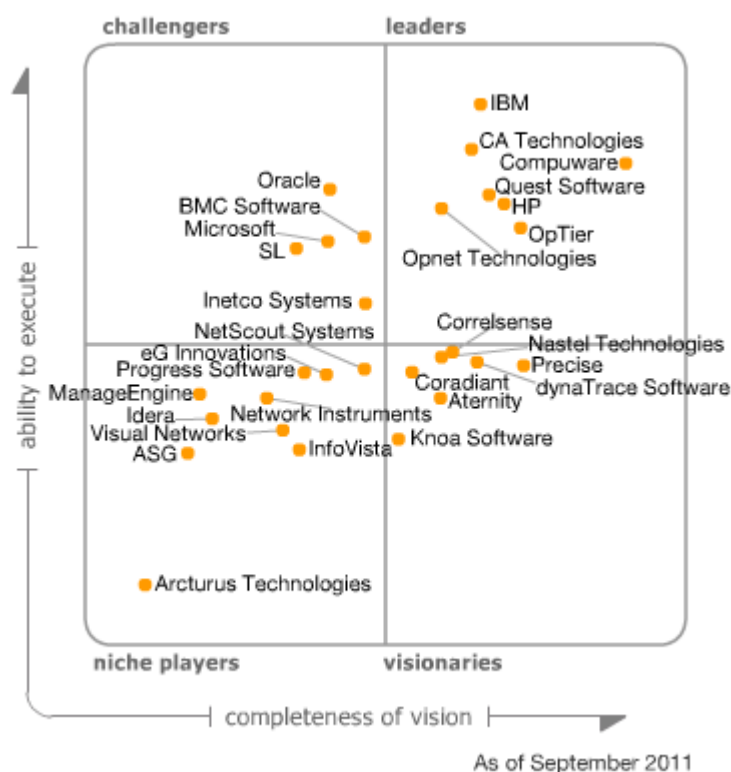 challengers
leaders
IBM
CA Technologies
Compuware
Oracle
Quest Software
BMC Software
HP
Microsoft
OpTier
SL
Opnet Technologies
Inetco Systems
Correlsense
NetScout Systems
Nastel Technologies
eG Innovations
Precise
Progress Software
Coradiant
dynaTrace Software
ManageEngine
Aternity
Idera
Network Instruments
Visual Networks
Knoa Software
ASG
InfoVista
Arcturus Technologies
ability to execute
niche players
visionaries
completeness of vision
As of September 2011